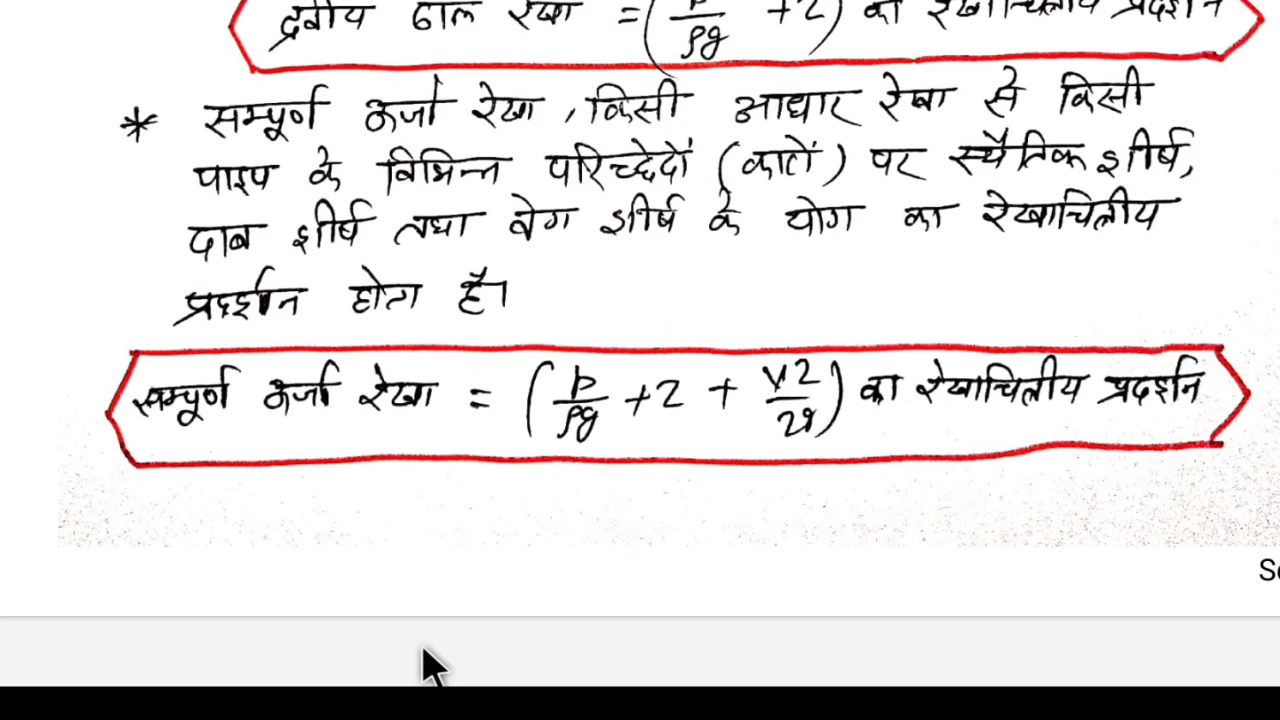 द्रवीय ढाल रेखा = (p/ρg + z) का रेखाचित्रीय प्रदर्शन
* सम्पूर्ण ऊर्जा रेखा, किसी आधार रेखा से किसी
पाइप के विभिन्न परिच्छेदों (काटों) पर स्थैतिक शीर्ष,
दाब शीर्ष तथा वेग शीर्ष के योग का रेखाचित्रीय
प्रदर्शन होता है।
सम्पूर्ण ऊर्जा रेखा = (p/ρg + z + v2/2g) का रेखाचित्रीय प्रदर्शन